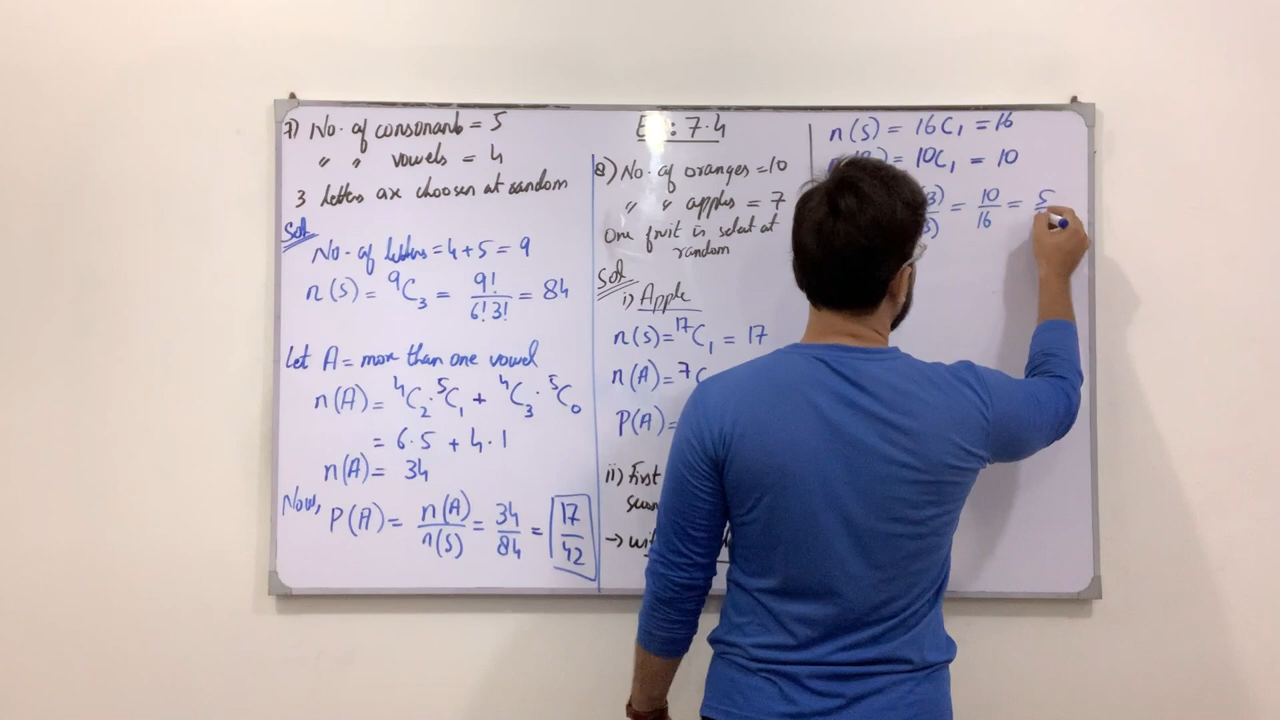 7) No. of consonants = 5
" " vowels = 4
3 letters are choosen at random
Sol
No. of letters = 4 + 5 = 9
n(S) = ⁹C₃ = 9!/6!3! = 84
Let A = more than one vowel
n(A) = ⁴C₂.⁵C₁ + ⁴C₃.⁵C₀
= 6.5 + 4.1
n(A) = 34
Now, P(A) = n(A)/n(S) = 34/84 = 17/42
: 7.4
8) No. of oranges = 10
" " apples = 7
One fruit is select at
random
Sol
i) Apple
n(S) = ¹⁷C₁ = 17
n(A) = ⁷C
P(A) =
ii) First
→
n(S) = 16C₁ = 16
= 10C₁ = 10
= 10/16 = 5